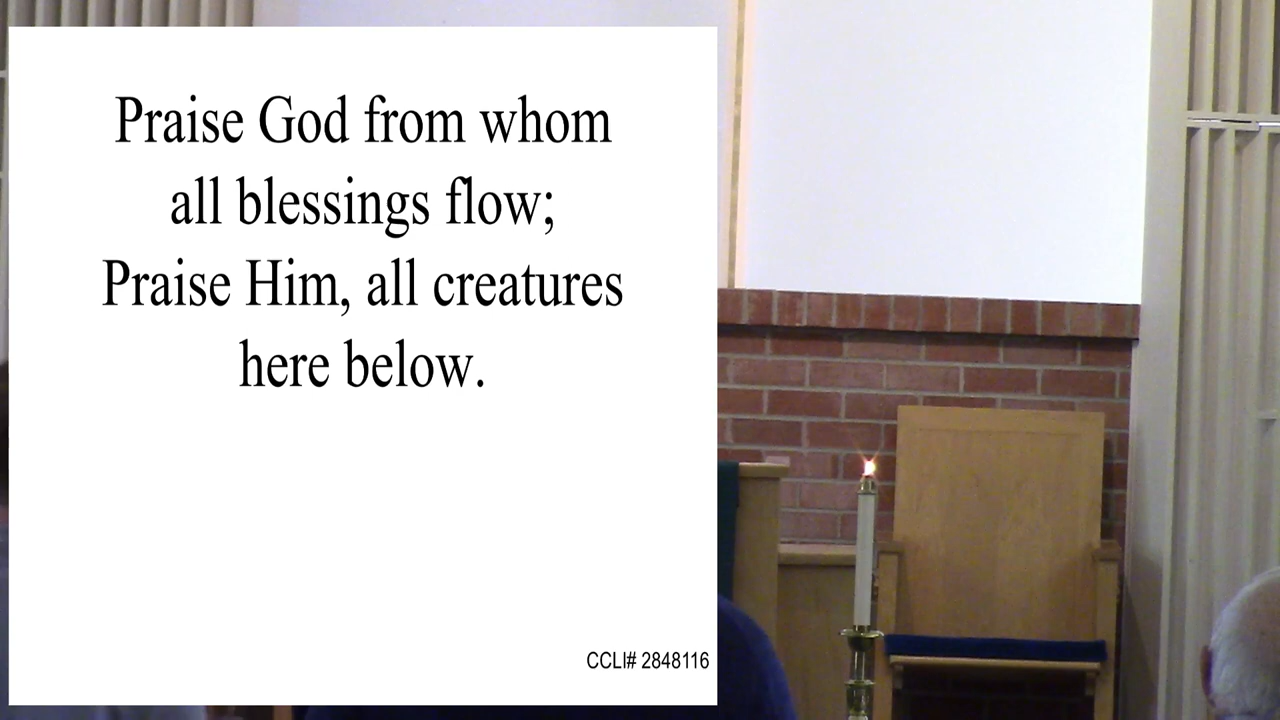 Praise God from whom
all blessings flow;
Praise Him, all creatures
here below.
CCLI# 2848116